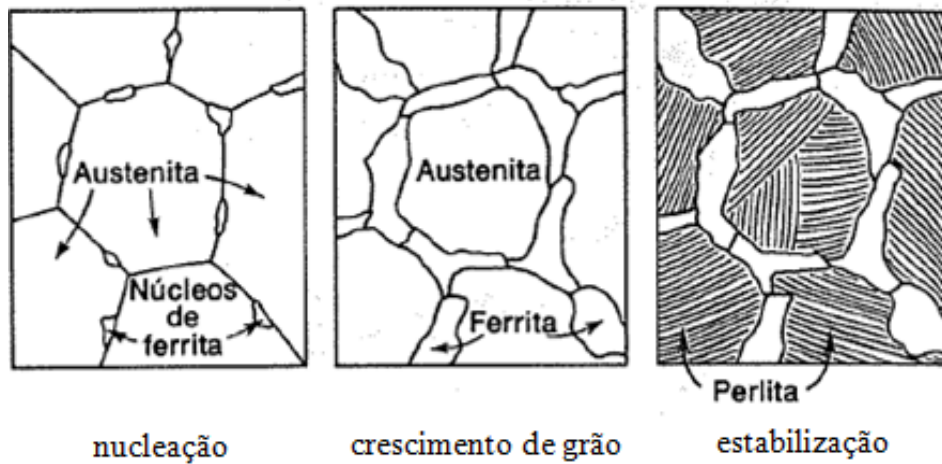 Austenita
Núcleos
de
ferrita
nucleação
Austenita
Ferrita
crescimento de grão
Perlita
estabilização